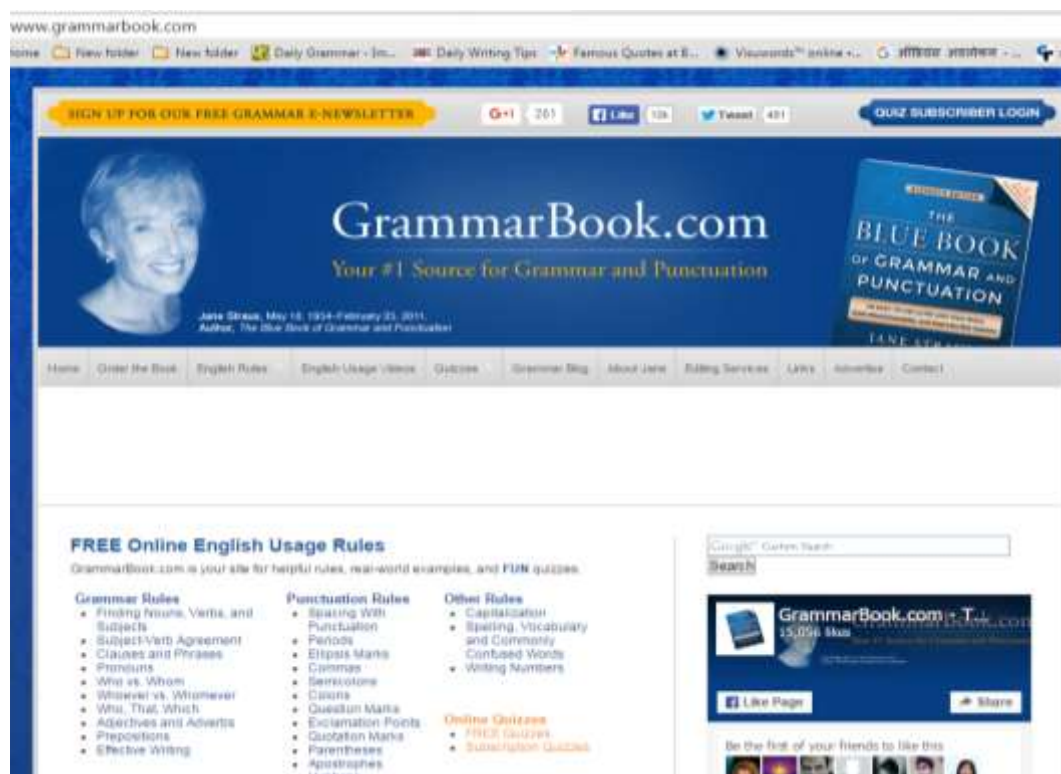 www.grammarbook.com
New folder New folder Daily Grammar - Im... Daily Writing Tips Famous Quotes at B... Visuwords™ online
SIGN UP FOR OUR FREE GRAMMAR E-NEWSLETTER
G+1 261
Like 10k
Tweet 491
QUIZ SUBSCRIBER LOGIN
GrammarBook.com
Your #1 Source for Grammar and Punctuation
Jane Straus, May 18, 1954–February 25, 2011,
Author, The Blue Book of Grammar and Punctuation
THE
BLUE BOOK
OF GRAMMAR AND
PUNCTUATION
JANE STRAUS
Home Order the Book English Rules English Usage Videos Quizzes Grammar Blog About Jane Editing Services Links Advertise Contact
FREE Online English Usage Rules
GrammarBook.com is your site for helpful rules, real-world examples, and FUN quizzes.
Grammar Rules
Finding Nouns, Verbs, and
Subjects
Subject-Verb Agreement
Clauses and Phrases
Pronouns
Who vs. Whom
Whoever vs. Whomever
Who, That, Which
Adjectives and Adverbs
Prepositions
Effective Writing
Punctuation Rules
Spacing With
Punctuation
Periods
Ellipsis Marks
Commas
Semicolons
Colons
Question Marks
Exclamation Points
Quotation Marks
Parentheses
Apostrophes
Other Rules
Capitalization
Spelling, Vocabulary
and Commonly
Confused Words
Writing Numbers
Online Quizzes
FREE Quizzes
Subscription Quizzes
Google™ Custom Search
Search
GrammarBook.com - T...
15,056 likes
Like Page
Share
Be the first of your friends to like this